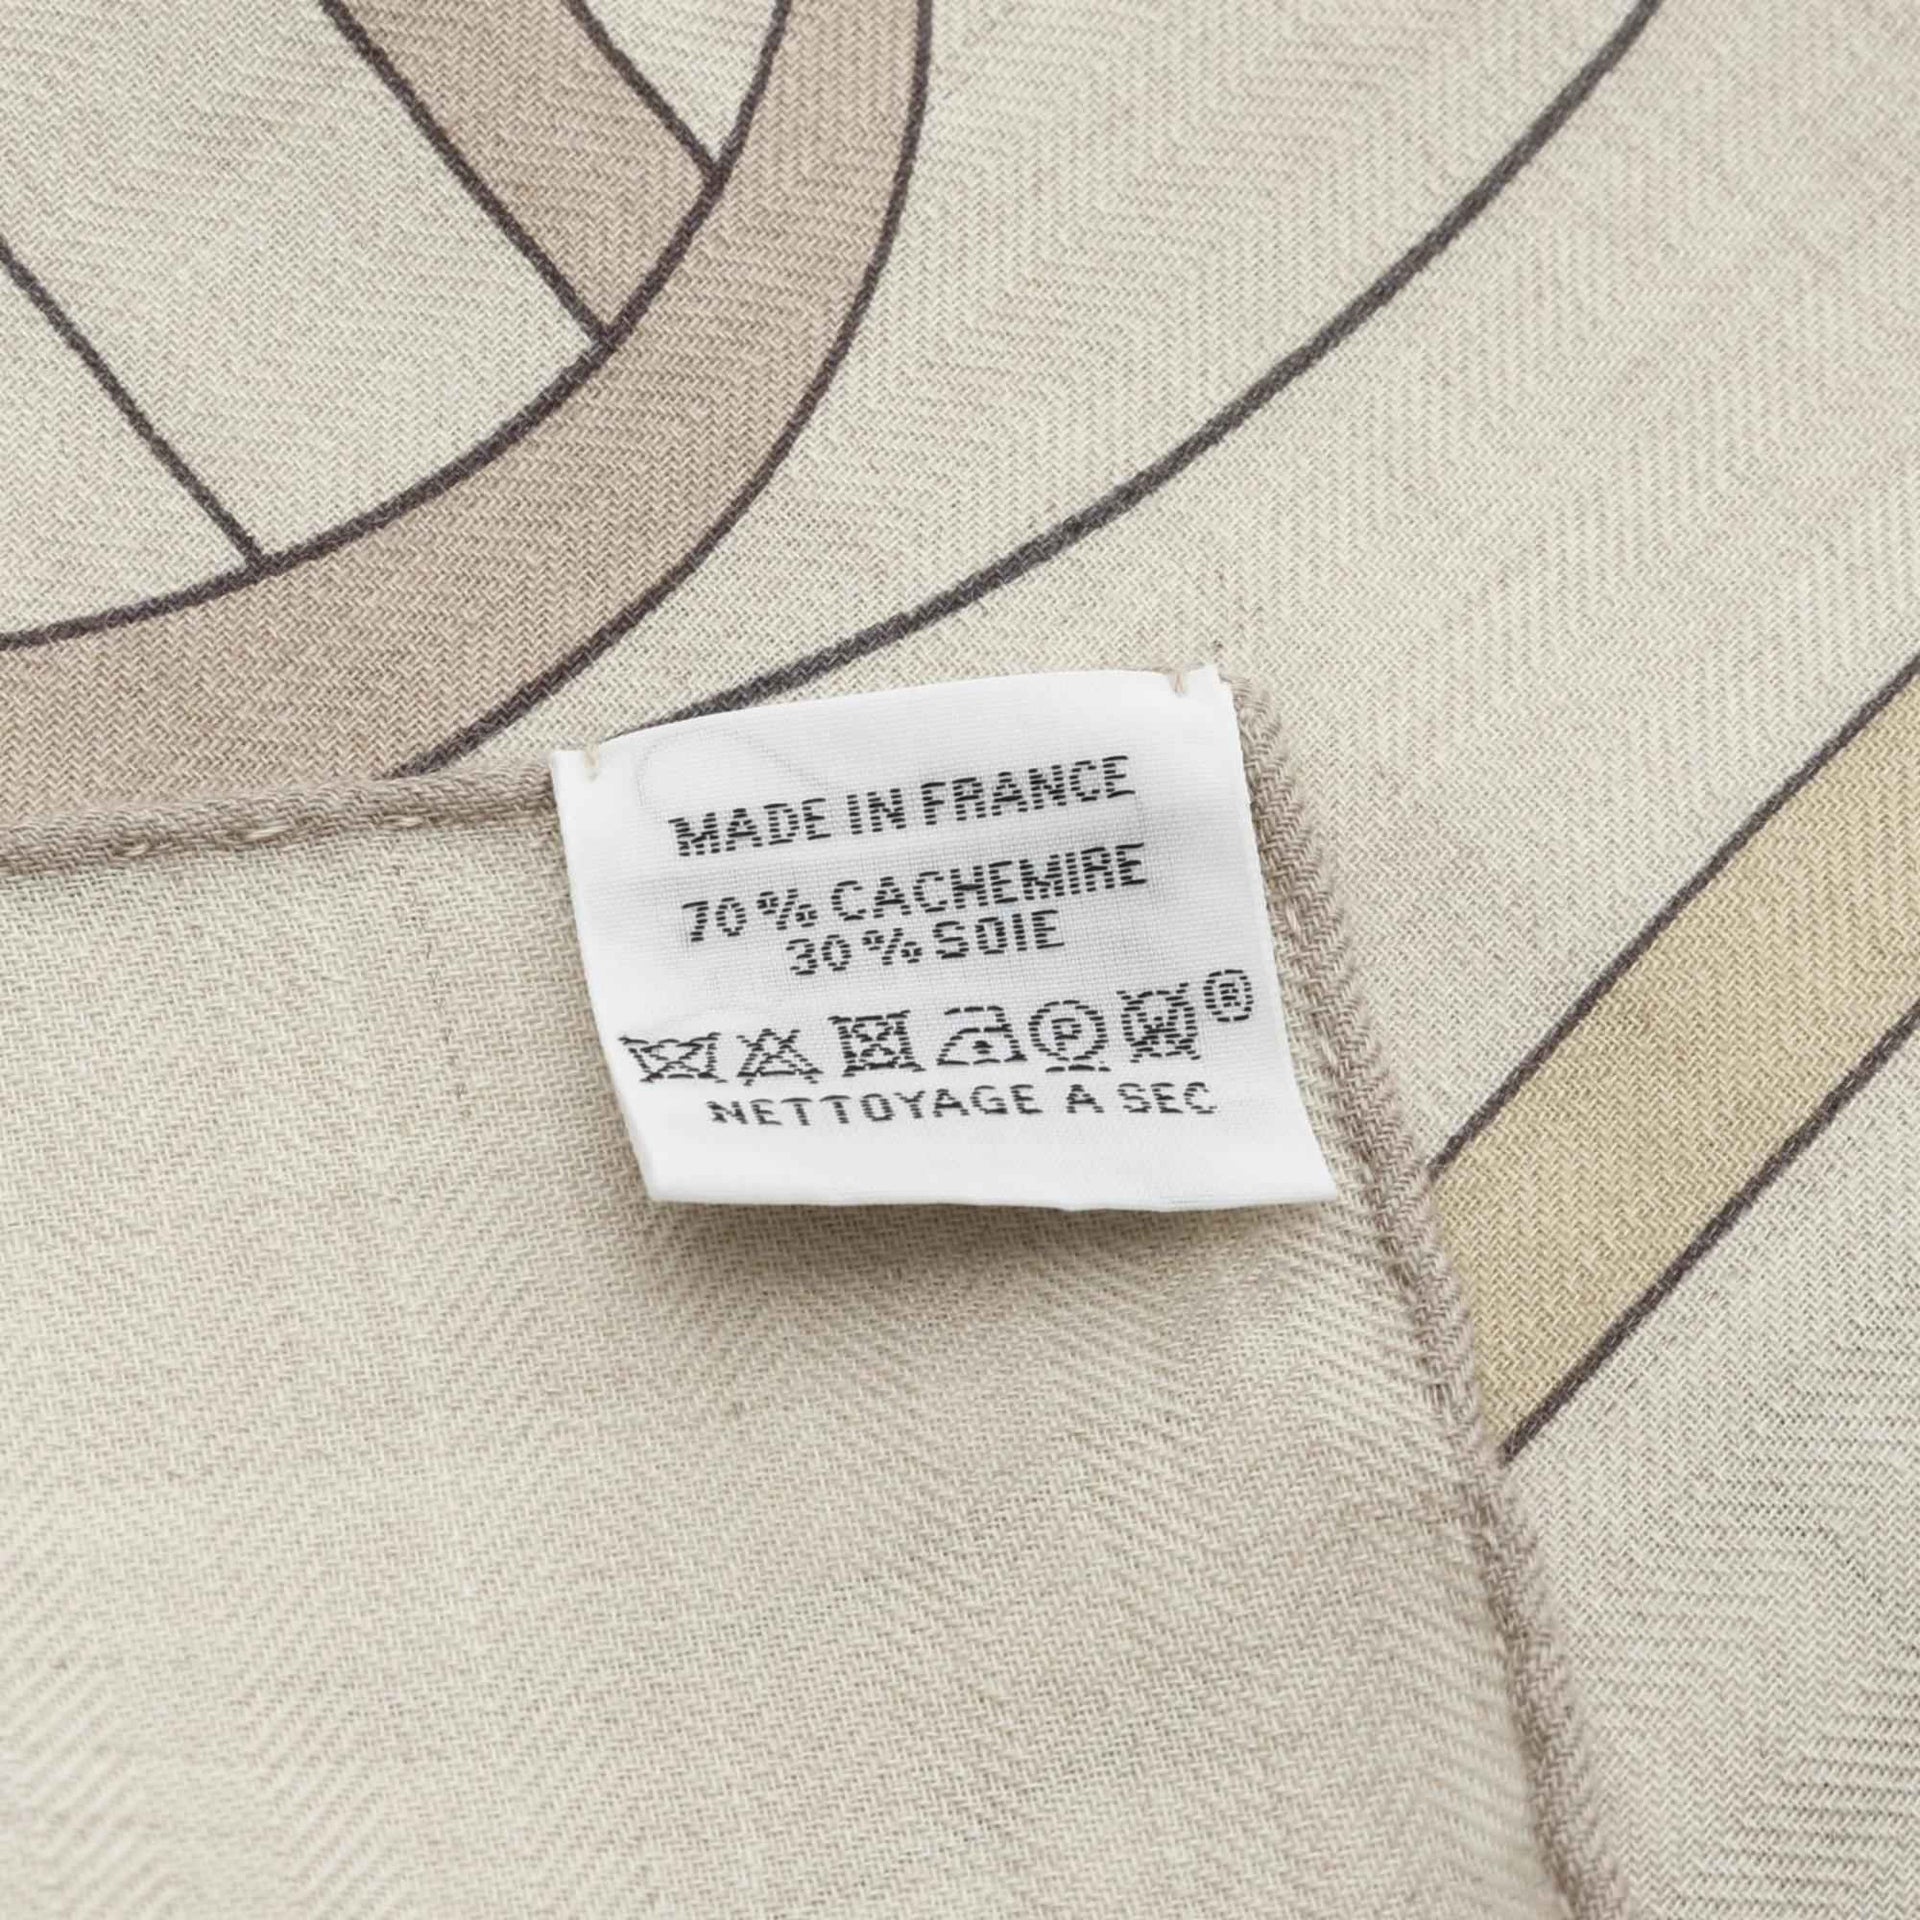 MADE IN FRANCE
70 % CACHEMIRE
30 % SOIE
P W ®
NETTOYAGE A SEC